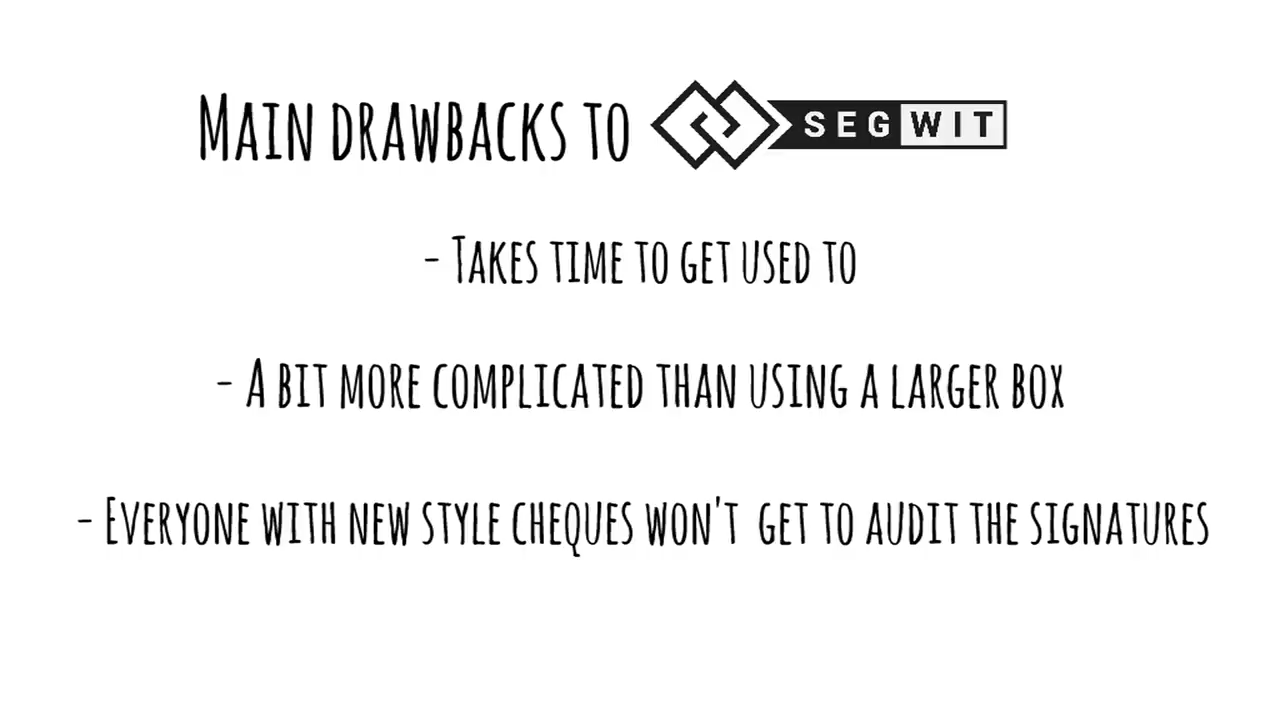 Main drawbacks to SEGWIT
- Takes time to get used to
- A bit more complicated than using a larger box
- Everyone with new style cheques won't get to audit the signatures